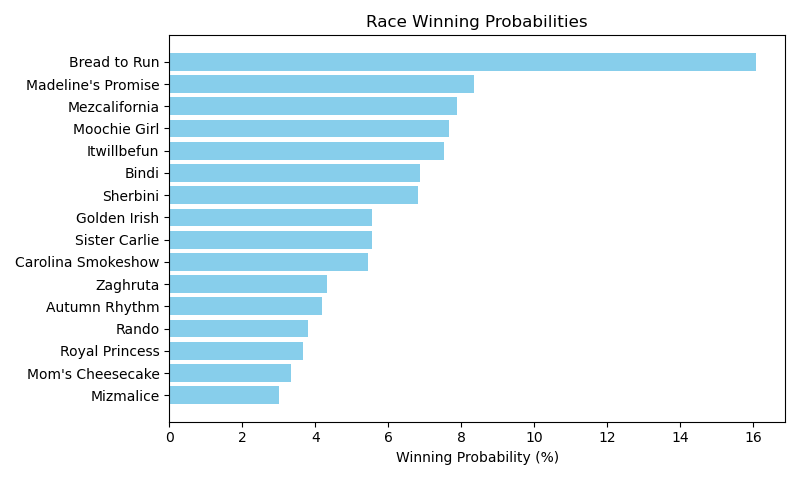 Race Winning Probabilities
Bread to Run
Madeline's Promise
Mezcalifornia
Moochie Girl
Itwillbefun
Bindi
Sherbini
Golden Irish
Sister Carlie
Carolina Smokeshow
Zaghruta
Autumn Rhythm
Rando
Royal Princess
Mom's Cheesecake
Mizmalice
0 2 4 6 8 10 12 14 16
Winning Probability (%)